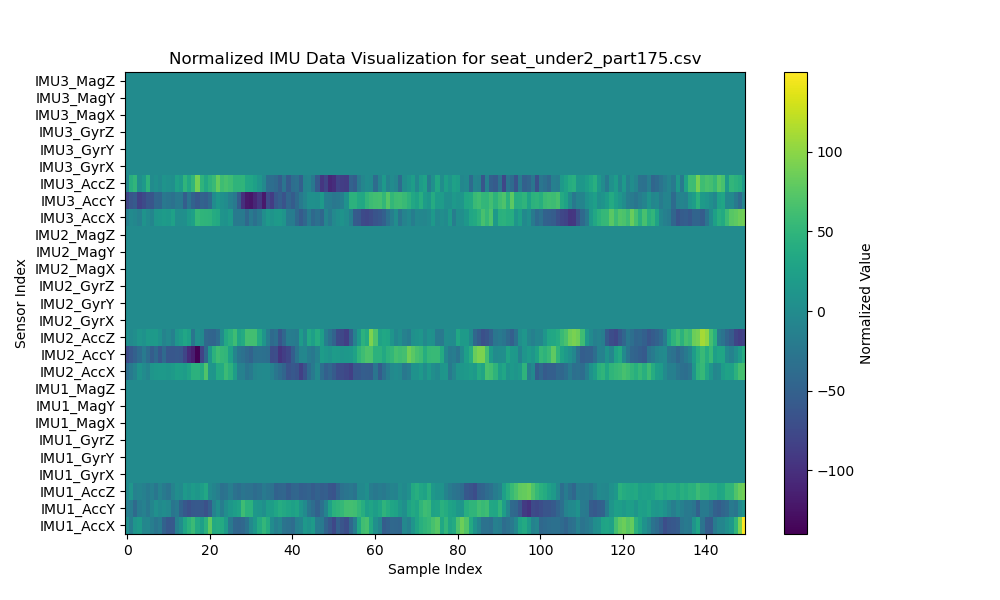 Normalized IMU Data Visualization for seat_under2_part175.csv
IMU3_MagZ
IMU3_MagY
IMU3_MagX
IMU3_GyrZ
IMU3_GyrY
IMU3_GyrX
IMU3_AccZ
IMU3_AccY
IMU3_AccX
IMU2_MagZ
IMU2_MagY
IMU2_MagX
IMU2_GyrZ
IMU2_GyrY
IMU2_GyrX
IMU2_AccZ
IMU2_AccY
IMU2_AccX
IMU1_MagZ
IMU1_MagY
IMU1_MagX
IMU1_GyrZ
IMU1_GyrY
IMU1_GyrX
IMU1_AccZ
IMU1_AccY
IMU1_AccX
Sensor Index
0 20 40 60 80 100 120 140
Sample Index
100
50
0
−50
−100
Normalized Value